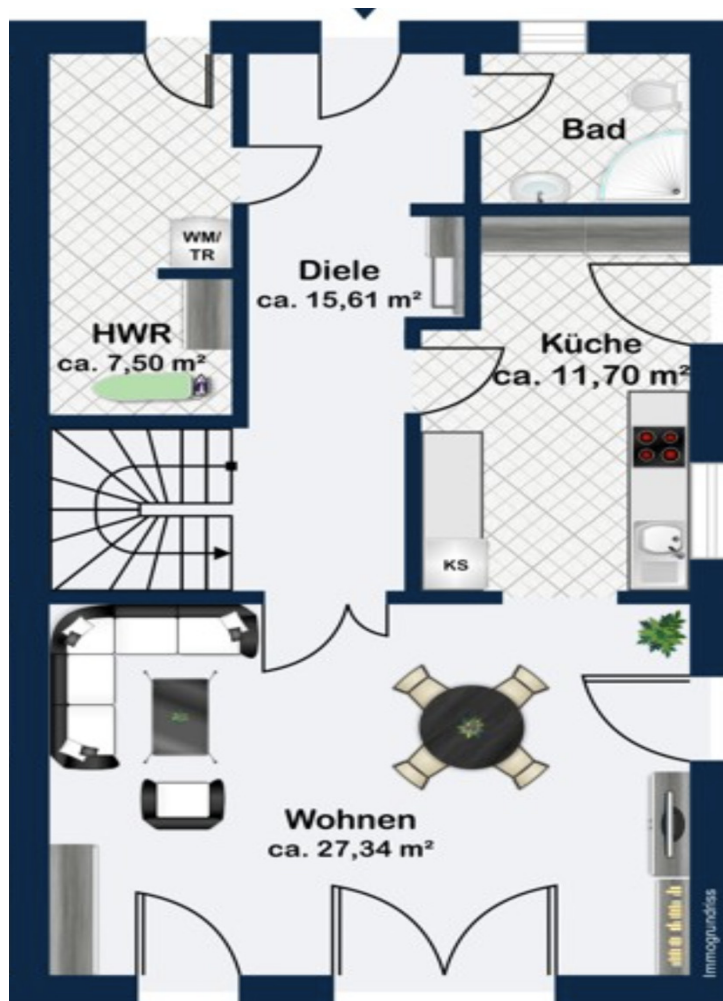 Bad
WM/
TR
Diele
ca. 15,61 m²
HWR
ca. 7,50 m²
Küche
ca. 11,70 m²
KS
Wohnen
ca. 27,34 m²
Immogrundriss